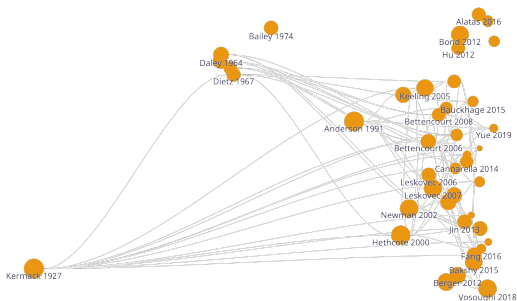 Alatas 2016
Bailey 1974
Bond 2012
Hu 2012
Daley 1964
Dietz 1967
Keeling 2005
Bauckhage 2015
Bettencourt 2008
Anderson 1991
Yue 2019
Bettencourt 2006
Cannarella 2014
Leskovec 2006
Leskovec 2007
Newman 2002
Jin 2013
Hethcote 2000
Fang 2016
Bakshy 2015
Kermack 1927
Berger 2012
Vosoughi 2018